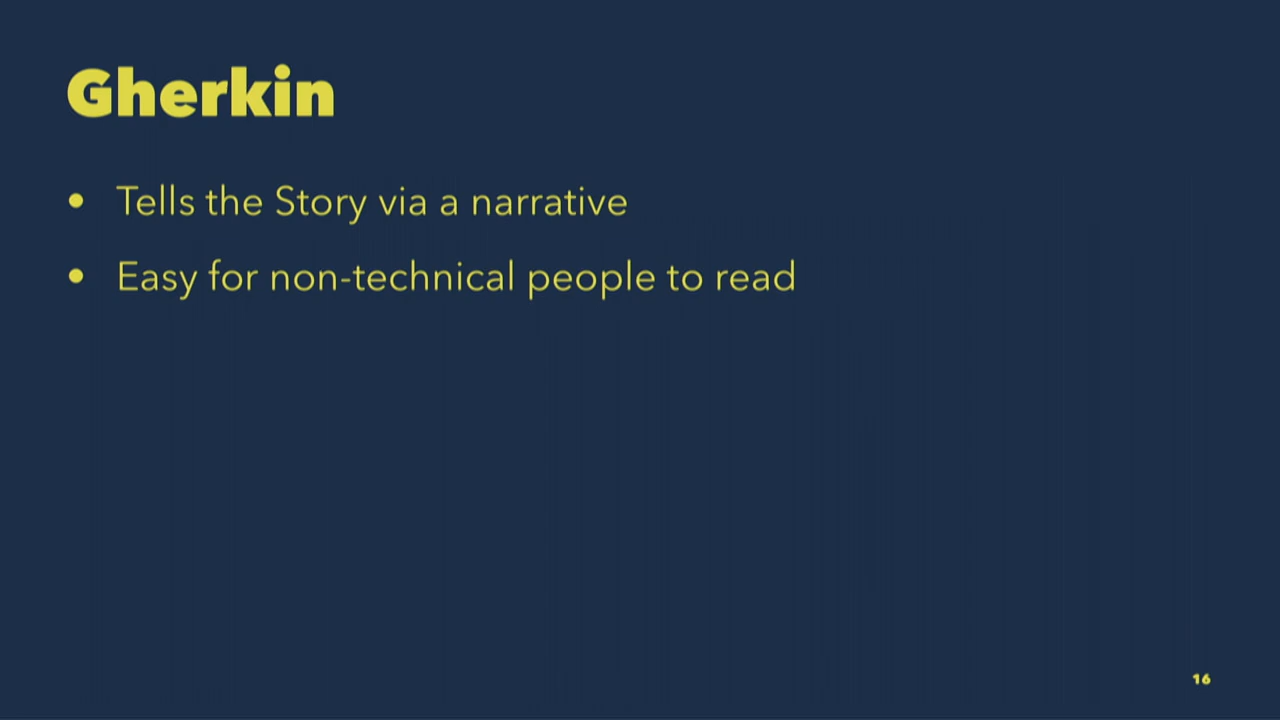 Gherkin
• Tells the Story via a narrative
• Easy for non-technical people to read
16